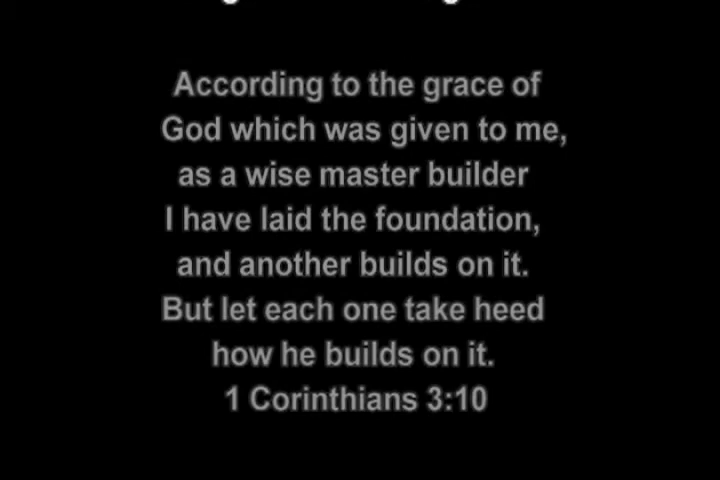 According to the grace of
God which was given to me,
as a wise master builder
I have laid the foundation,
and another builds on it.
But let each one take heed
how he builds on it.
1 Corinthians 3:10